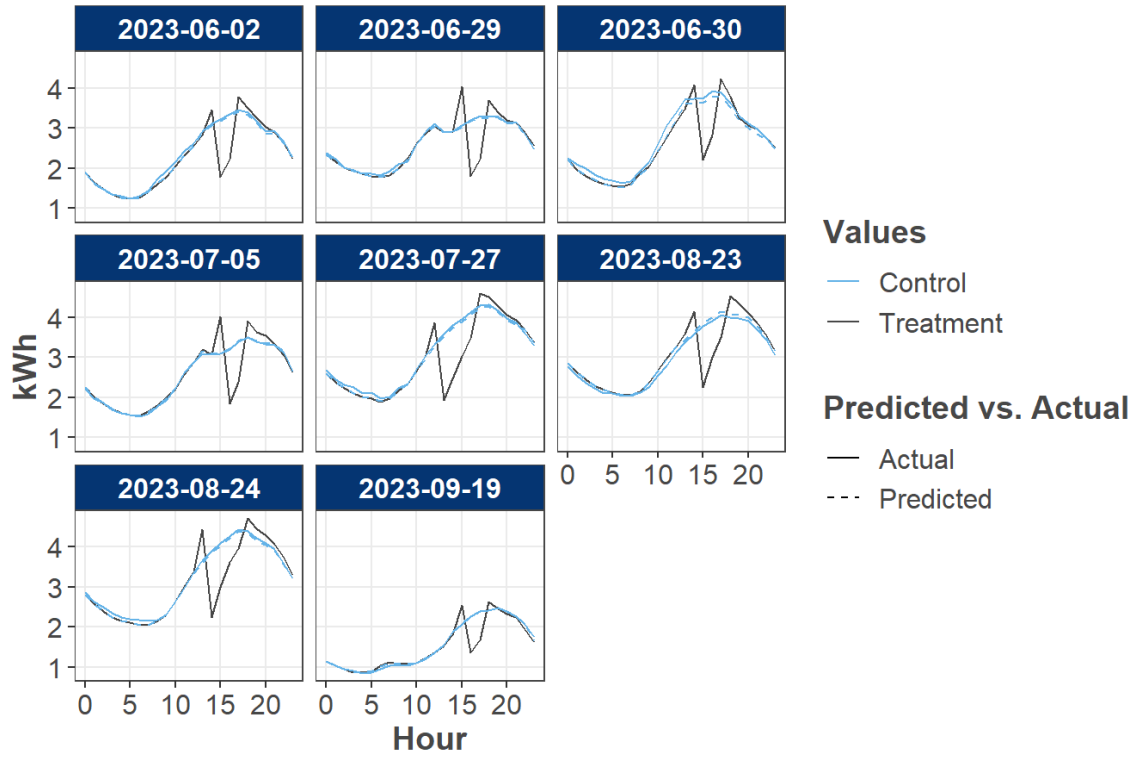 2023-06-02 2023-06-29 2023-06-30
4
3
2
1
2023-07-05 2023-07-27 2023-08-23
4
3
2
1
0 5 10 15 20
2023-08-24 2023-09-19
4
3
2
1
0 5 10 15 20 0 5 10 15 20
Hour
kWh
Values
Control
Treatment
Predicted vs. Actual
Actual
Predicted